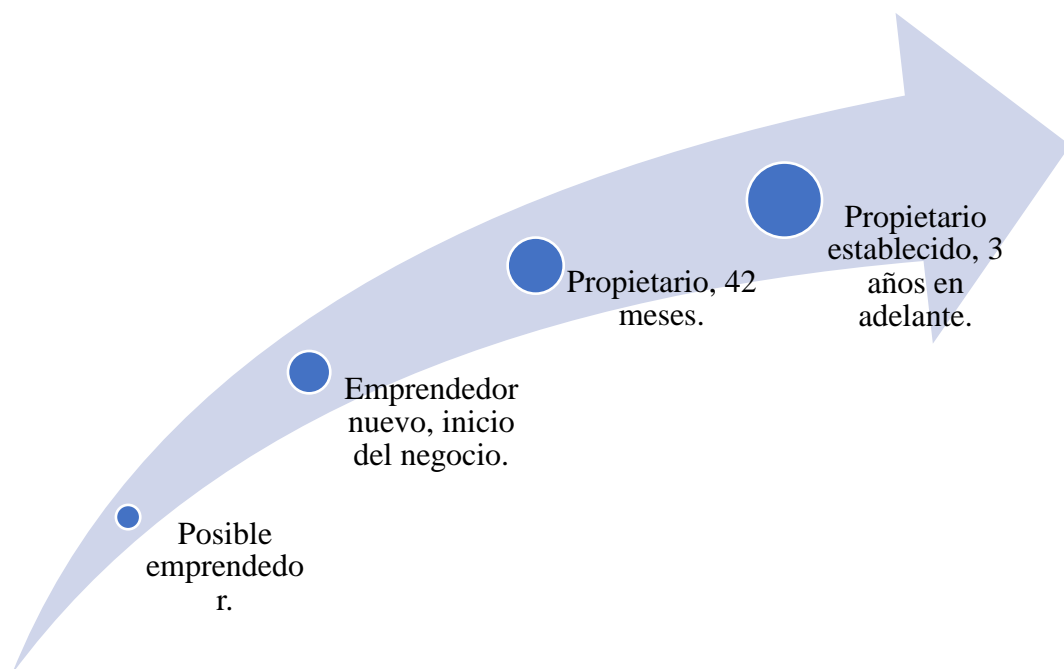 Posible
emprendedo
r.
Emprendedor
nuevo, inicio
del negocio.
Propietario, 42
meses.
Propietario
establecido, 3
años en
adelante.